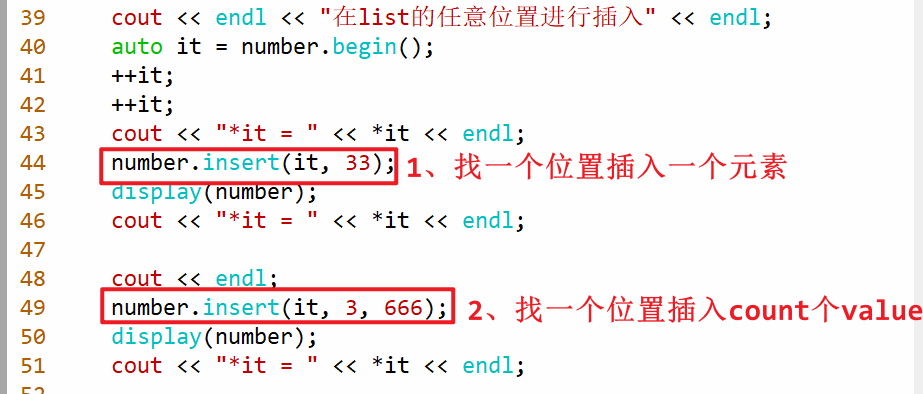 39 cout << endl << "在list的任意位置进行插入" << endl;
40 auto it = number.begin();
41 ++it;
42 ++it;
43 cout << "*it = " << *it << endl;
44 number.insert(it, 33); 1、找一个位置插入一个元素
45 display(number);
46 cout << "*it = " << *it << endl;
47
48 cout << endl;
49 number.insert(it, 3, 666); 2、找一个位置插入count个value
50 display(number);
51 cout << "*it = " << *it << endl;